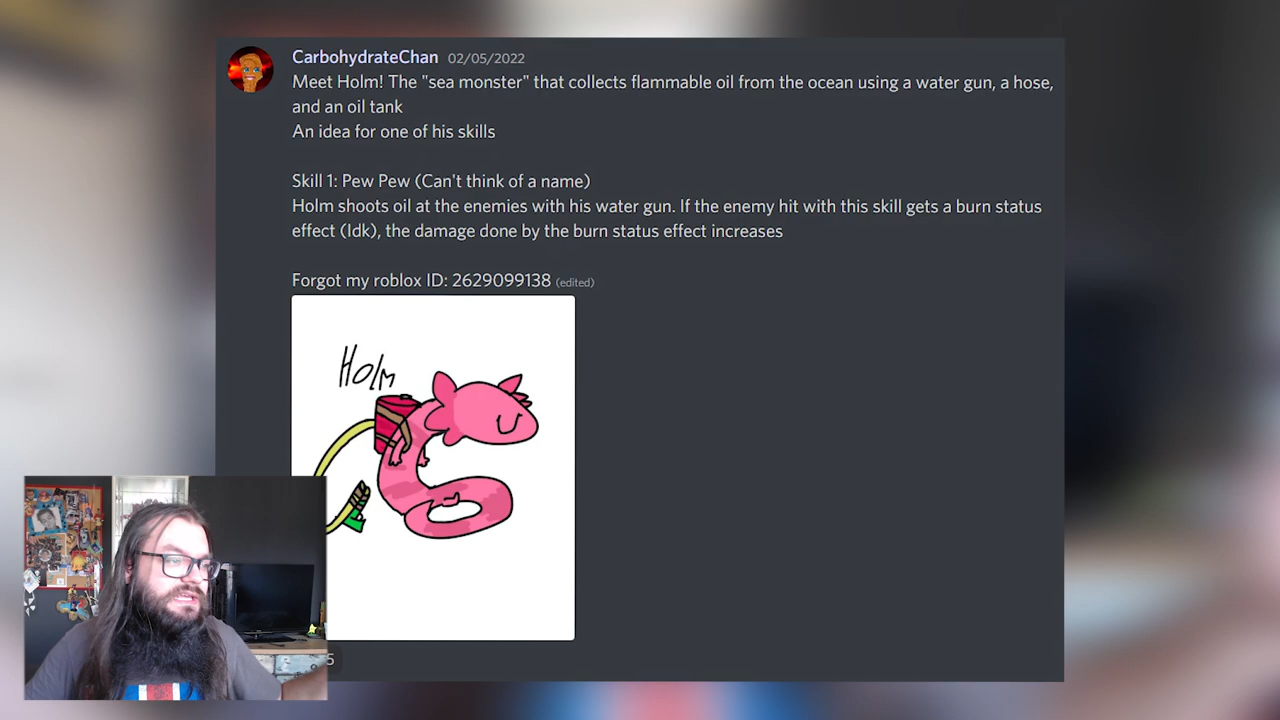 CarbohydrateChan 02/05/2022
Meet Holm! The "sea monster" that collects flammable oil from the ocean using a water gun, a hose,
and an oil tank
An idea for one of his skills
Skill 1: Pew Pew (Can't think of a name)
Holm shoots oil at the enemies with his water gun. If the enemy hit with this skill gets a burn status
effect (Idk), the damage done by the burn status effect increases
Forgot my roblox ID: 2629099138 (edited)
Holm
5